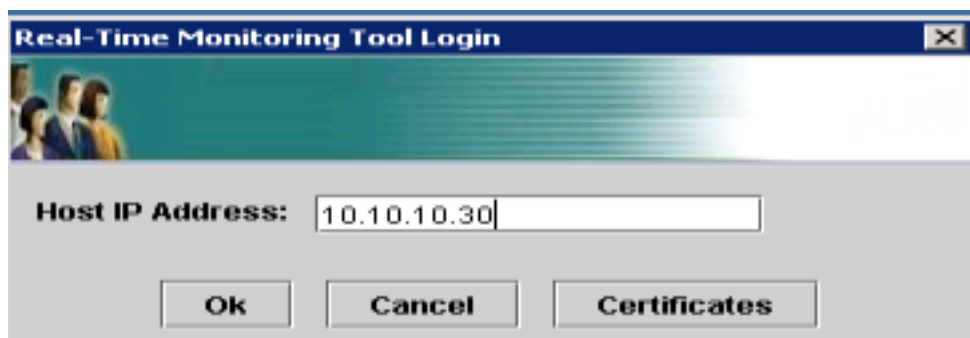 Real-Time Monitoring Tool Login
Host IP Address: 10.10.10.30
Ok Cancel Certificates